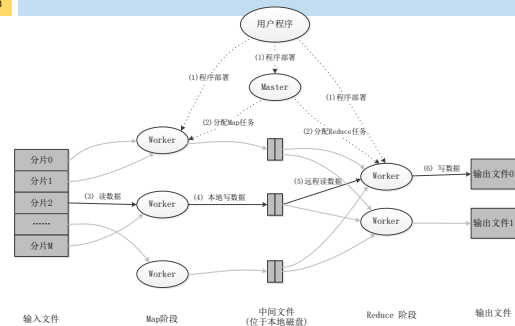 用户程序
(1)程序部署
(1)程序部署
Master
(1)程序部署
(2)分配Map任务
(2)分配Reduce任务
Worker
分片0
分片1
分片2
……
分片M
(3) 读数据
Worker
(4) 本地写数据
(5)远程读数据
Worker
(6) 写数据
输出文件0
Worker
输出文件1
Worker
输入文件
Map阶段
中间文件
(位于本地磁盘)
Reduce 阶段
输出文件